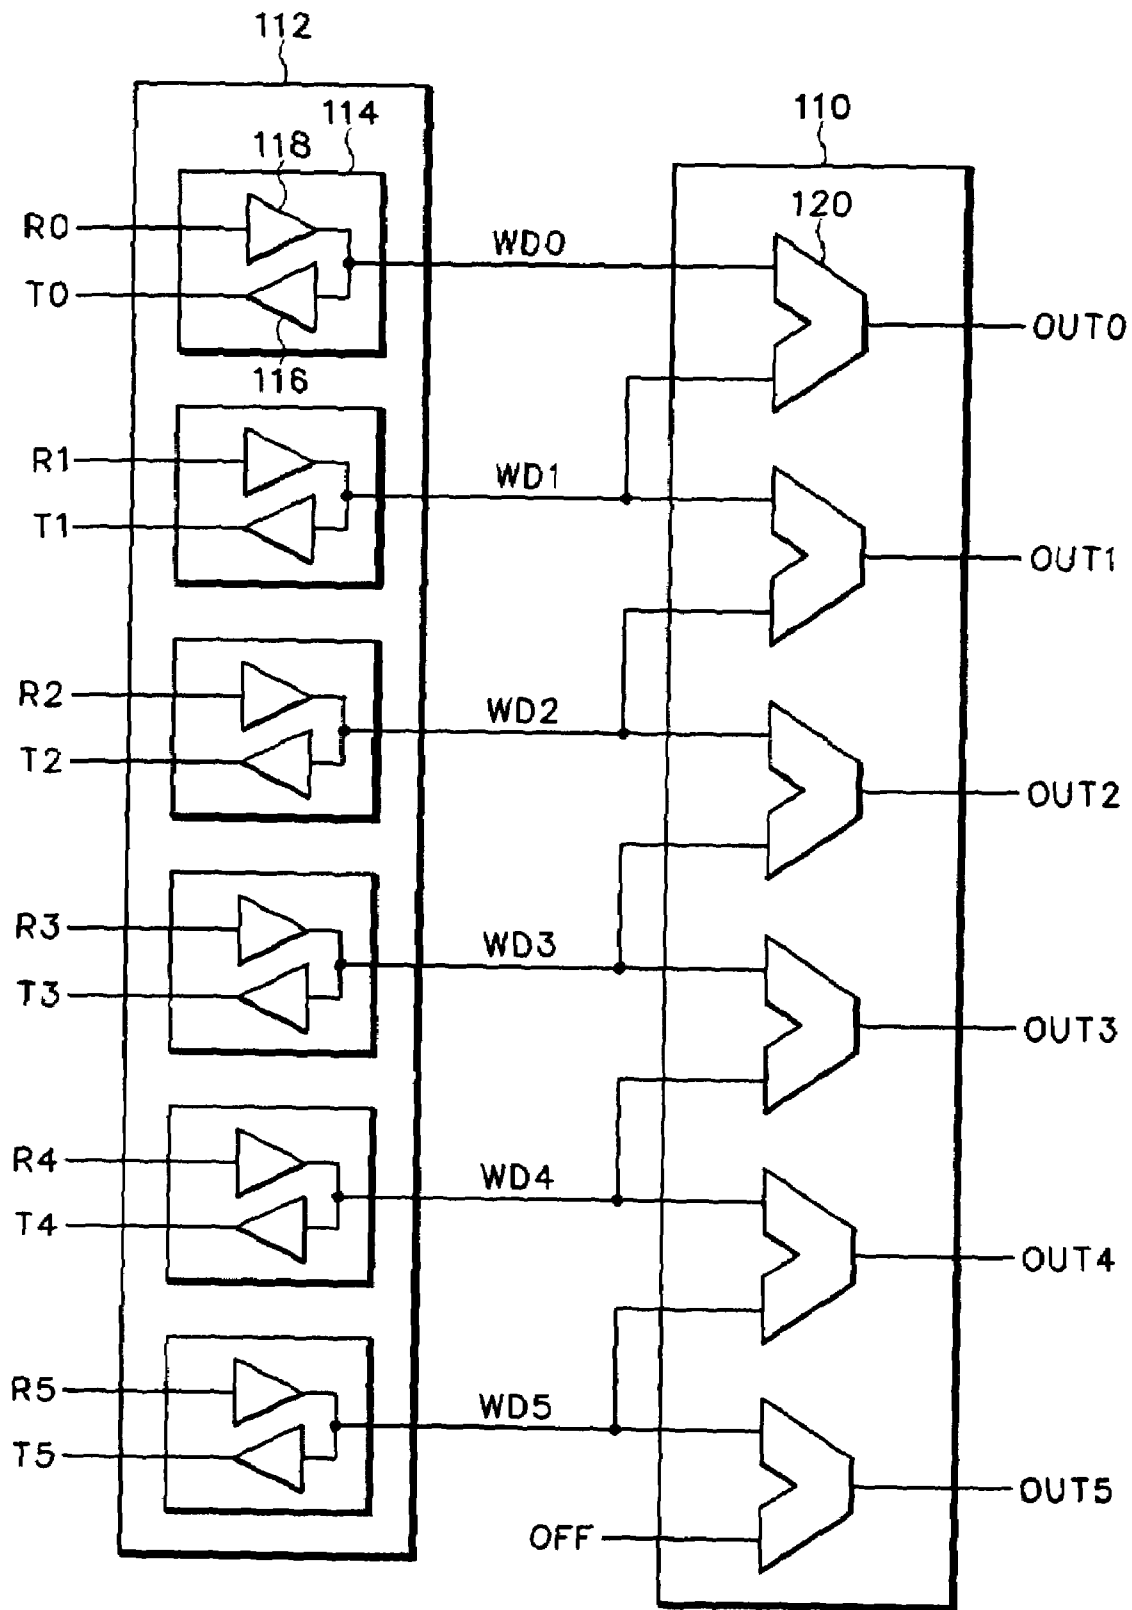 112
114
118
110
120
R0
WD0
T0
OUT0
116
R1
WD1
T1
OUT1
R2
WD2
T2
OUT2
R3
WD3
T3
OUT3
R4
WD4
T4
OUT4
R5
WD5
T5
OUT5
OFF